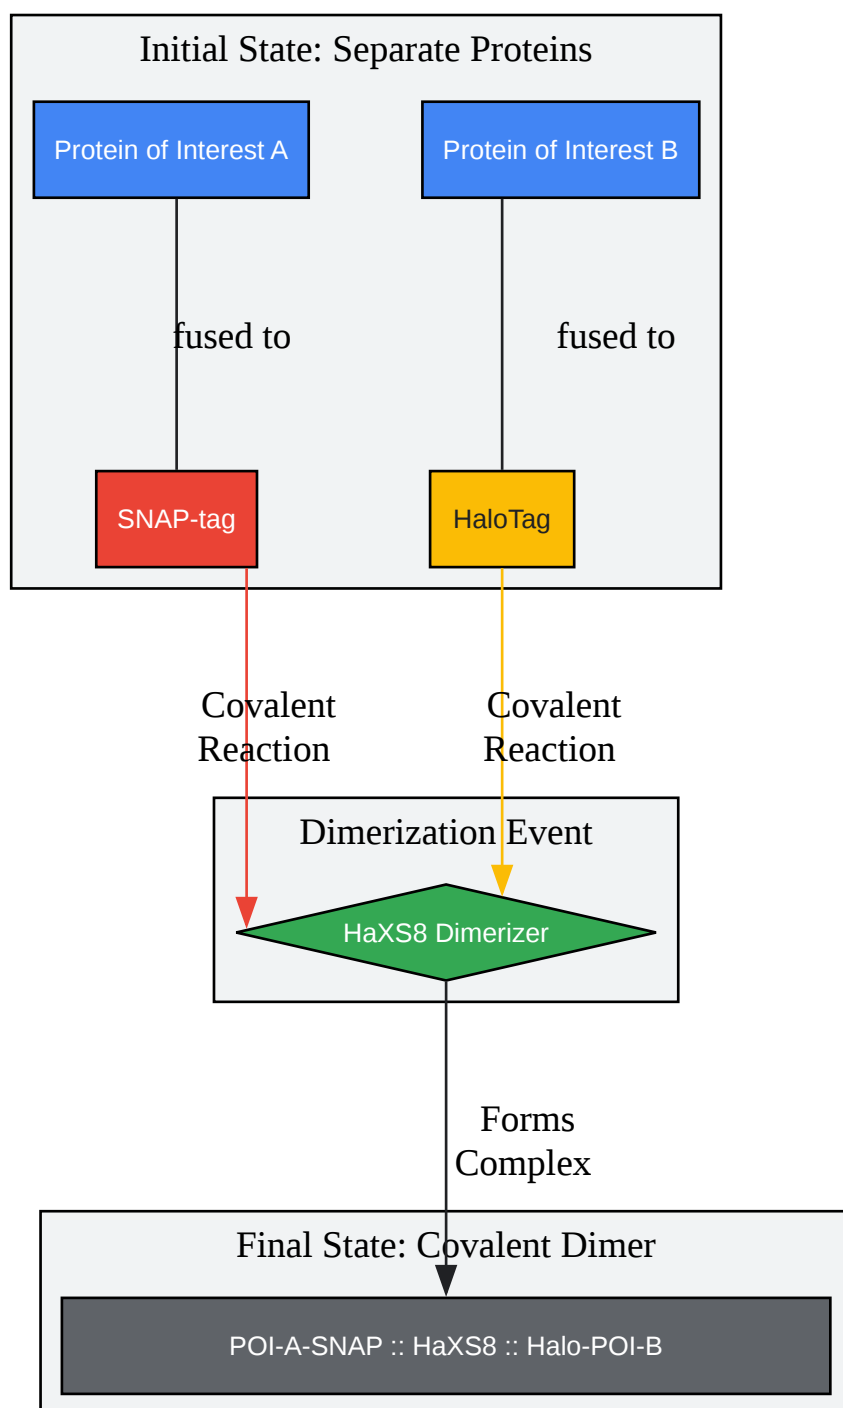 Initial State: Separate Proteins
Protein of Interest A
Protein of Interest B
fused to
fused to
SNAP-tag
HaloTag
Covalent
Reaction
Covalent
Reaction
Dimerization Event
HaXS8 Dimerizer
Forms
Complex
Final State: Covalent Dimer
POI-A-SNAP :: HaXS8 :: Halo-POI-B